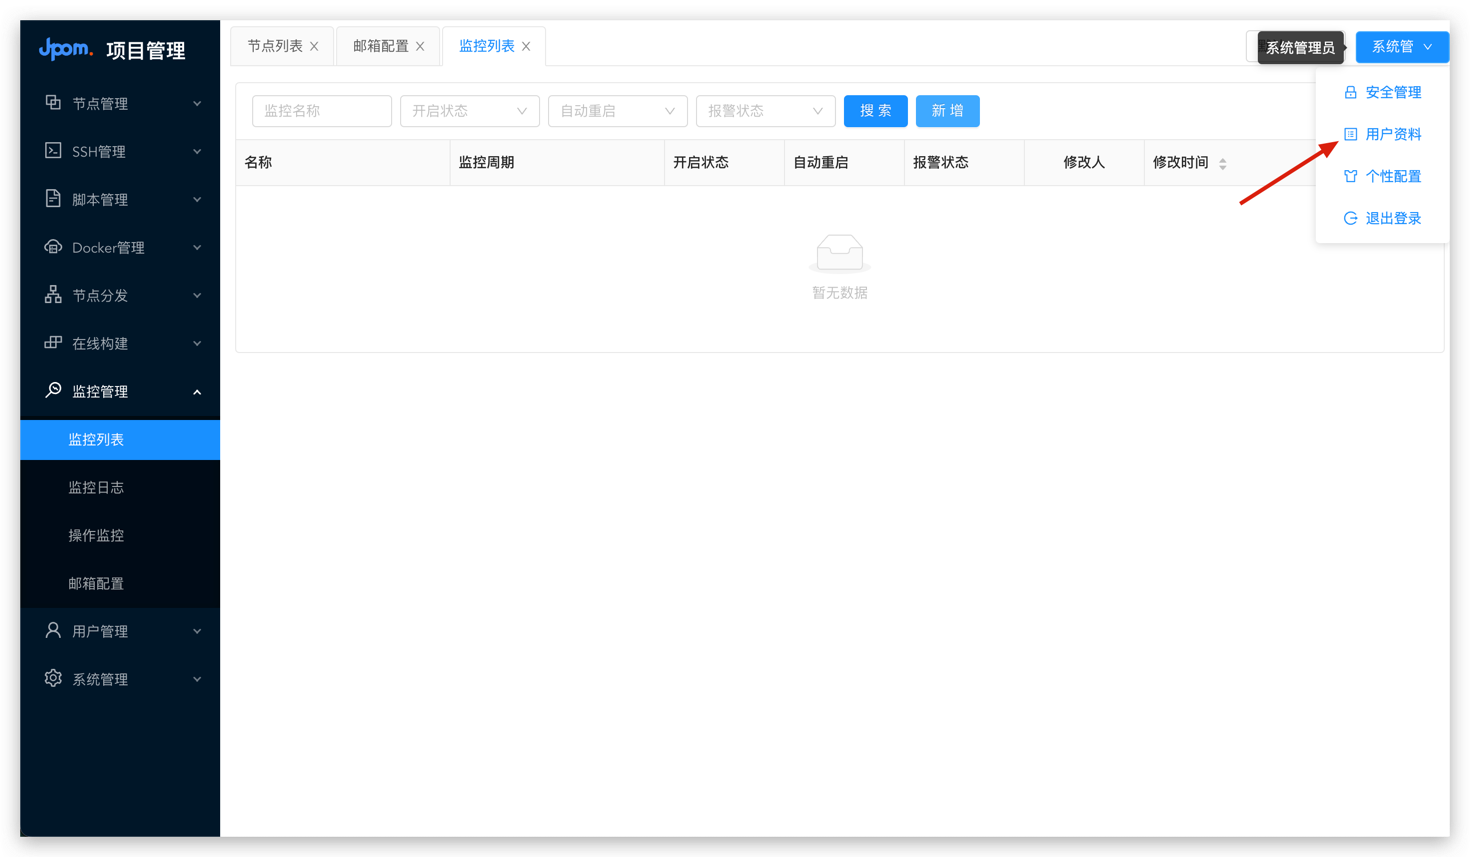 Jpom. 项目管理
节点管理
SSH管理
脚本管理
Docker管理
节点分发
在线构建
监控管理
监控列表
监控日志
操作监控
邮箱配置
用户管理
系统管理
节点列表
邮箱配置
监控列表
系统管理员
系统管
安全管理
用户资料
个性配置
退出登录
监控名称
开启状态
自动重启
报警状态
搜 索
新 增
名称
监控周期
开启状态
自动重启
报警状态
修改人
修改时间
暂无数据